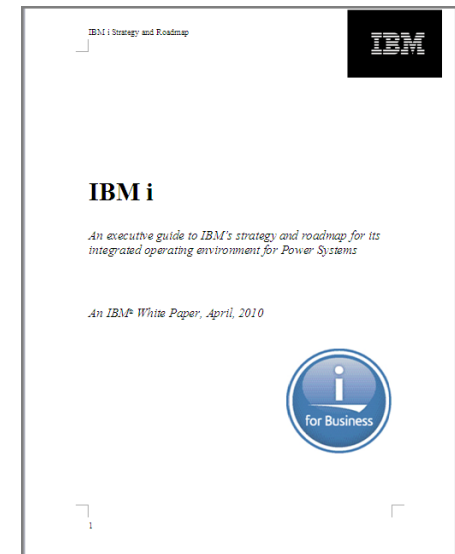 IBM i Strategy and Roadmap
IBM
IBM i
An executive guide to IBM's strategy and roadmap for its
integrated operating environment for Power Systems
An IBM® White Paper, April, 2010
i
for Business
1